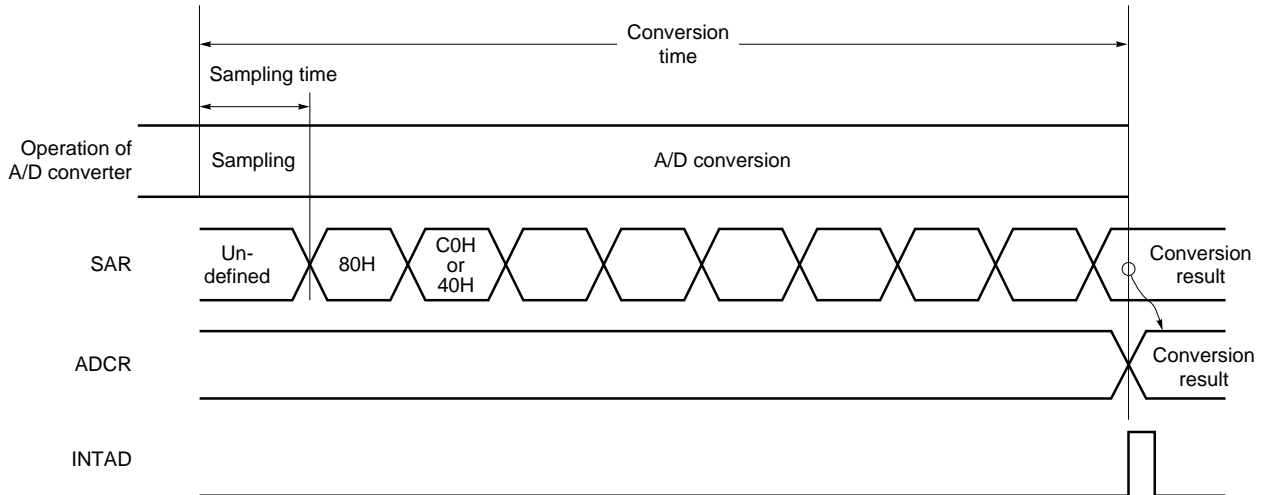 Conversion
time
Sampling time
Operation of
A/D converter
Sampling
A/D conversion
SAR
Un-
defined
80H
C0H
or
40H
Conversion
result
ADCR
Conversion
result
INTAD